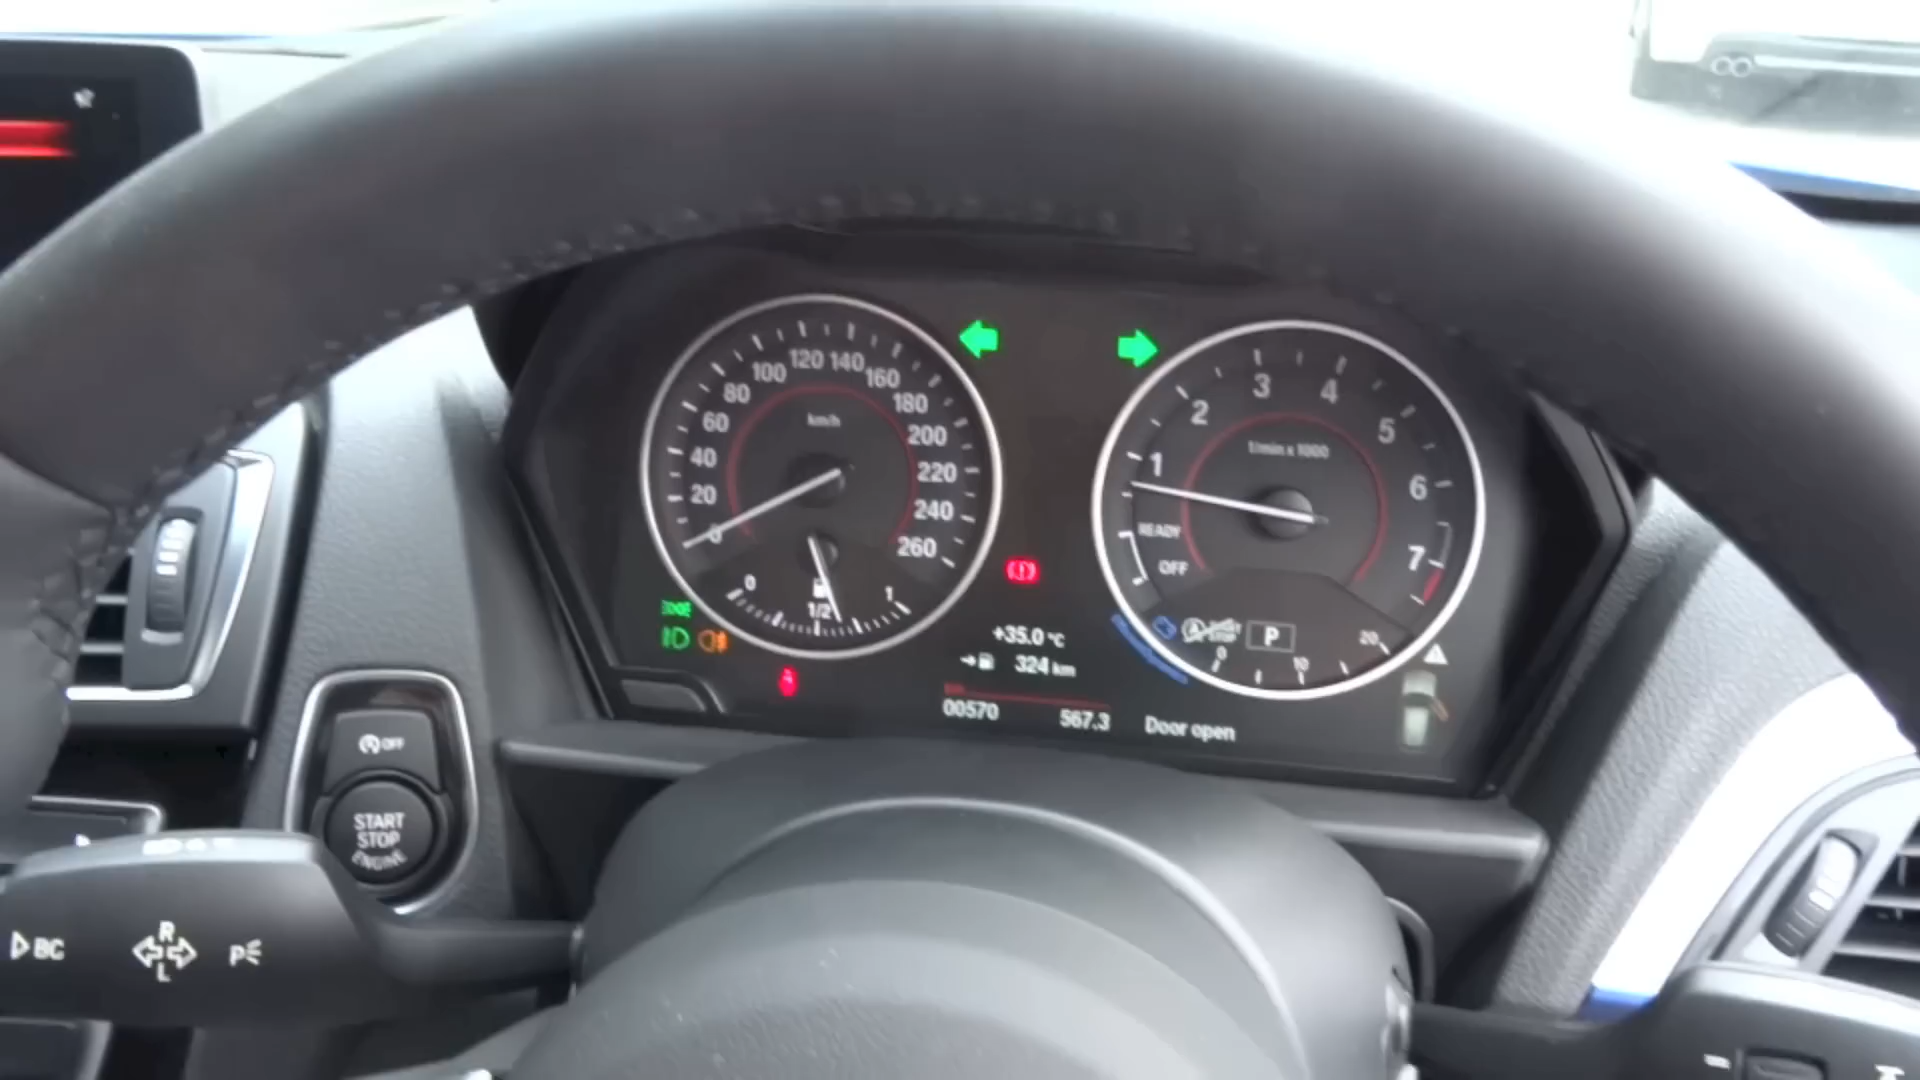 0
20
40
60
80
100
120
140
160
180
200
220
240
260
km/h
0
1/2
1
1
2
3
4
5
6
7
1/min x 1000
READY
OFF
P
0
10
20
+35.0 °C
324 km
00570 567.3
Door open
OFF
START
STOP
ENGINE
BC
R
L
P